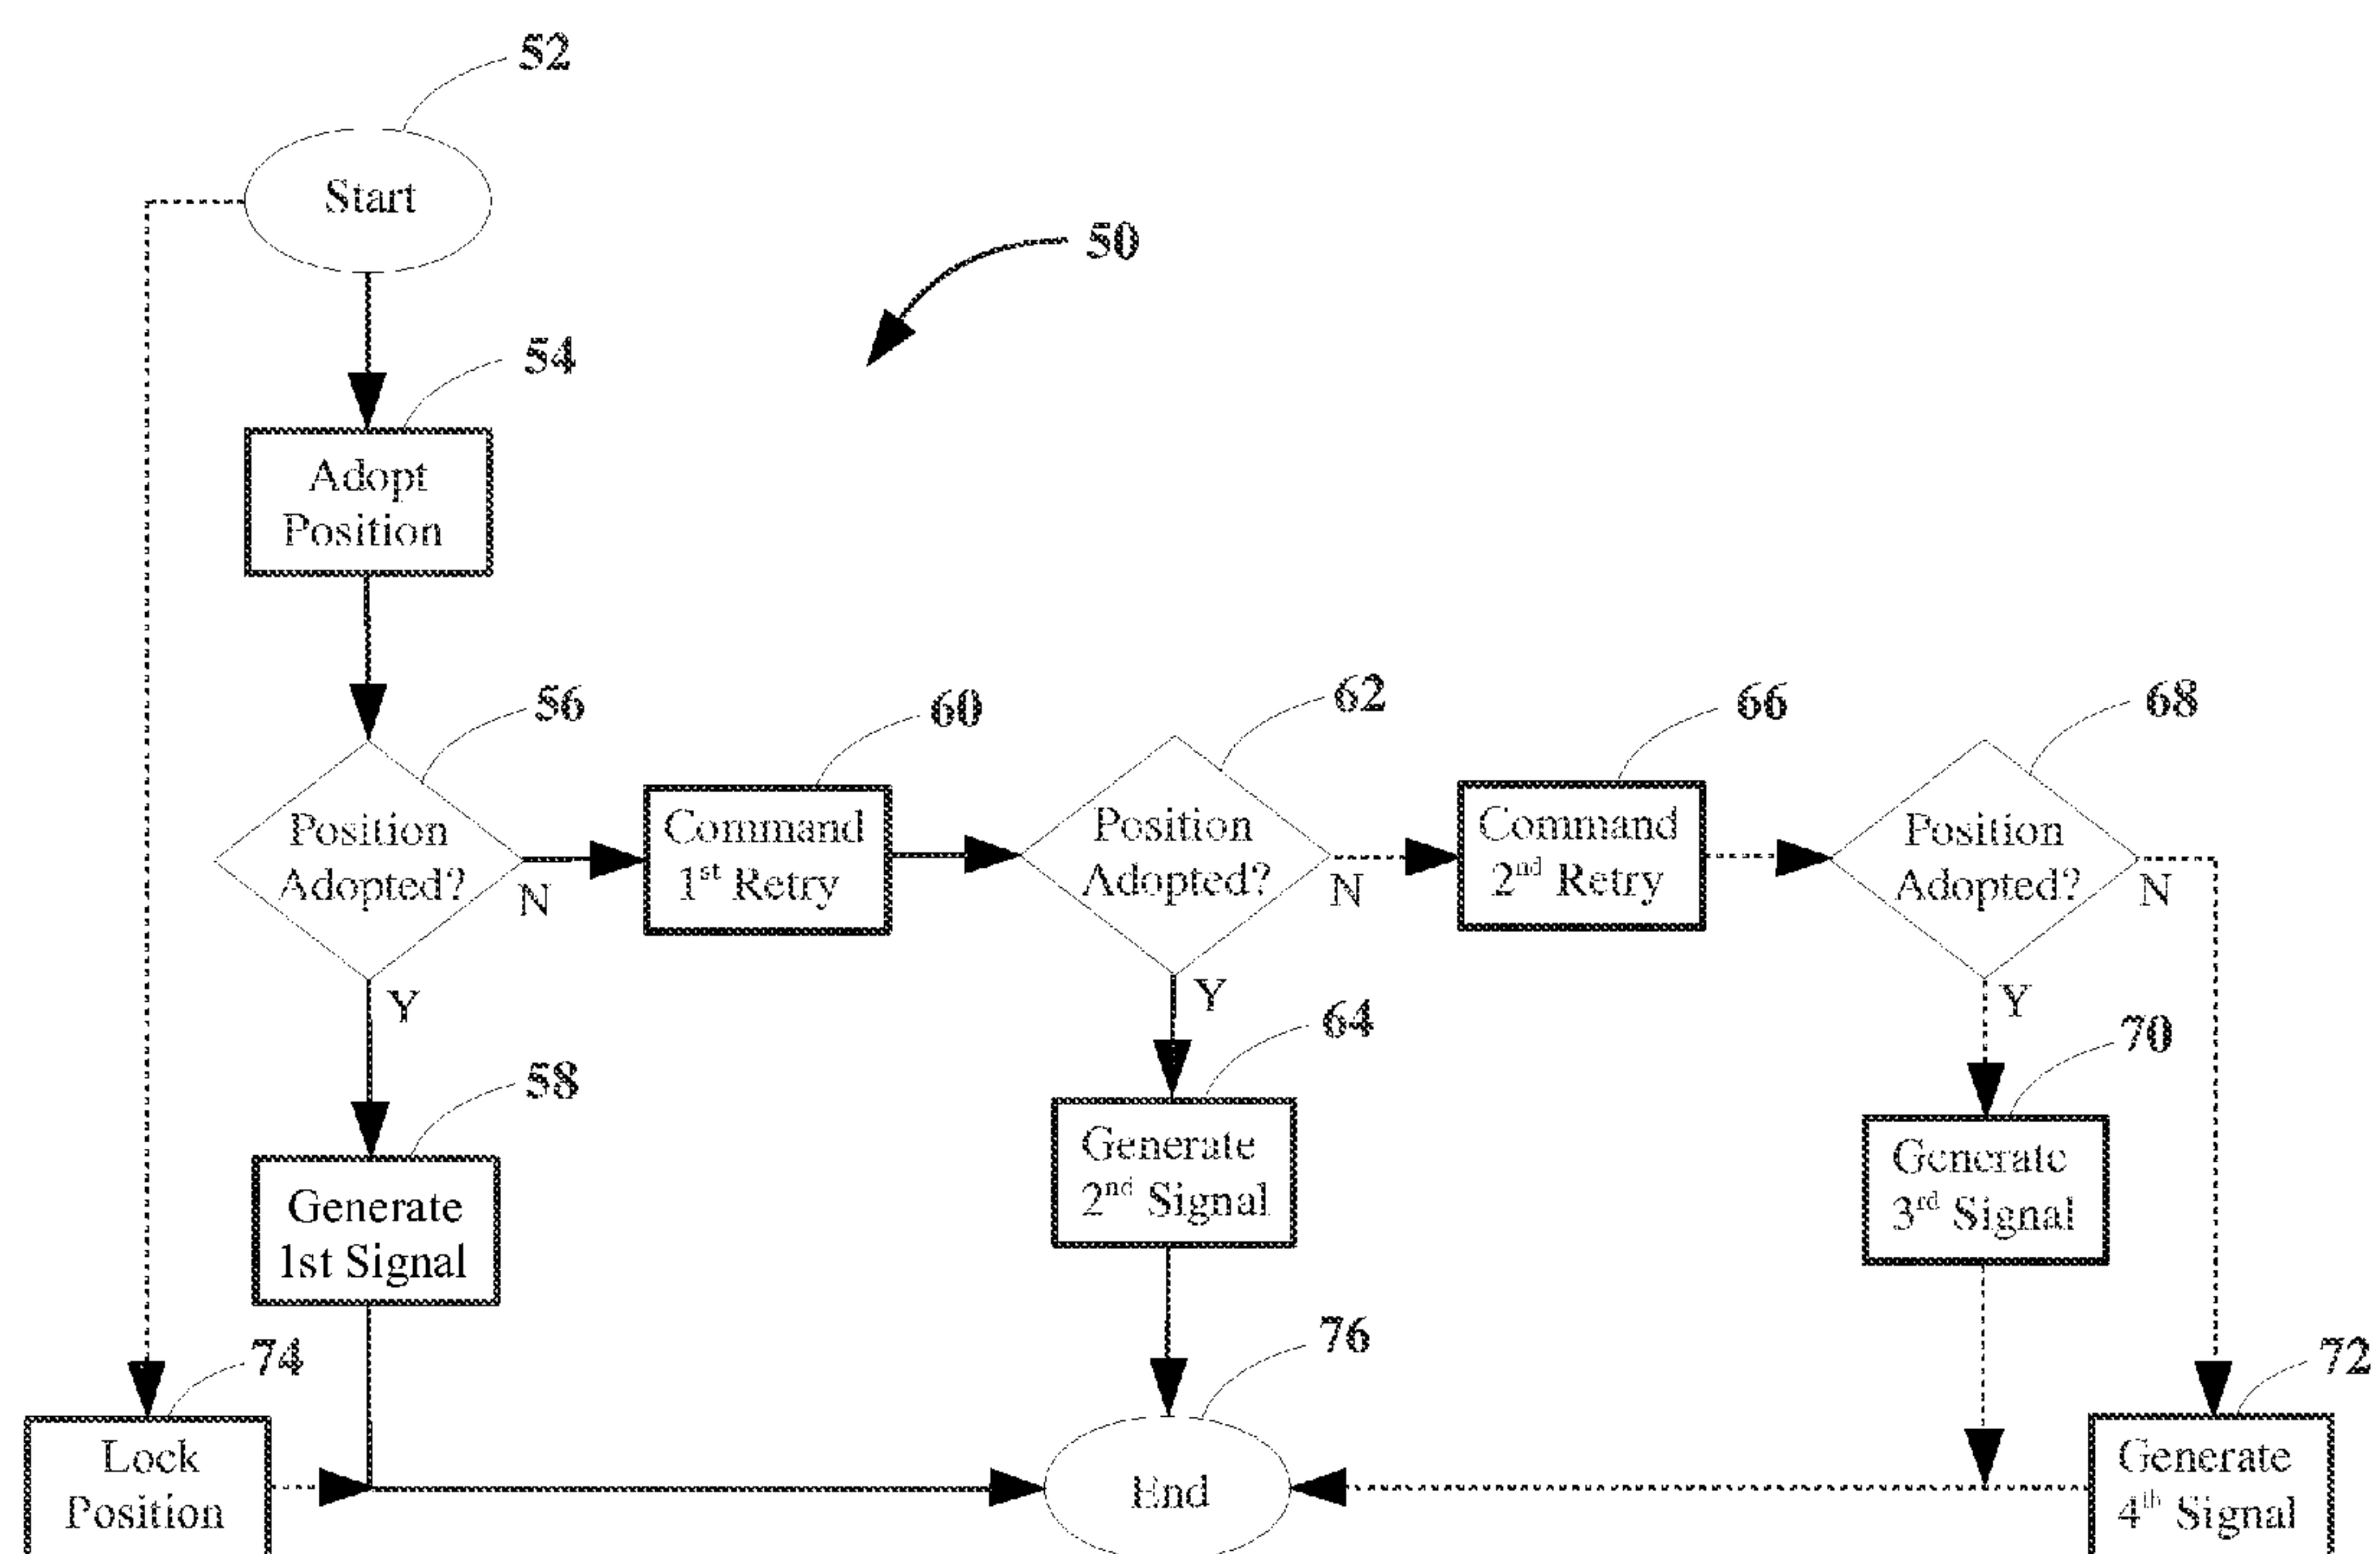 52
Start
50
54
Adopt
Position
56
60
62
66
68
Position
Adopted?
N
Command
1st Retry
Position
Adopted?
N
Command
2nd Retry
Position
Adopted?
N
Y
Y
Y
58
64
70
Generate
1st Signal
Generate
2nd Signal
Generate
3rd Signal
74
76
72
Lock
Position
End
Generate
4th Signal